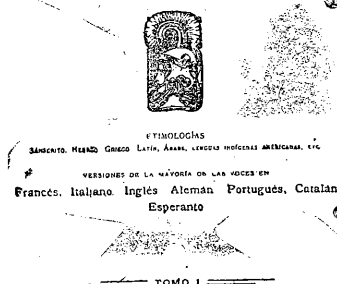 ETIMOLOGÍAS
SÁNSCRITO, HEBREO GRIEGO LATÍN, ÁRABE, LENGUAS INDÍGENAS AMERICANAS, ETC
VERSIONES DE LA MAYORÍA DE LAS VOCES EN
Francés, Italiano, Inglés Alemán Portugués, Catalán
Esperanto
TOMO I